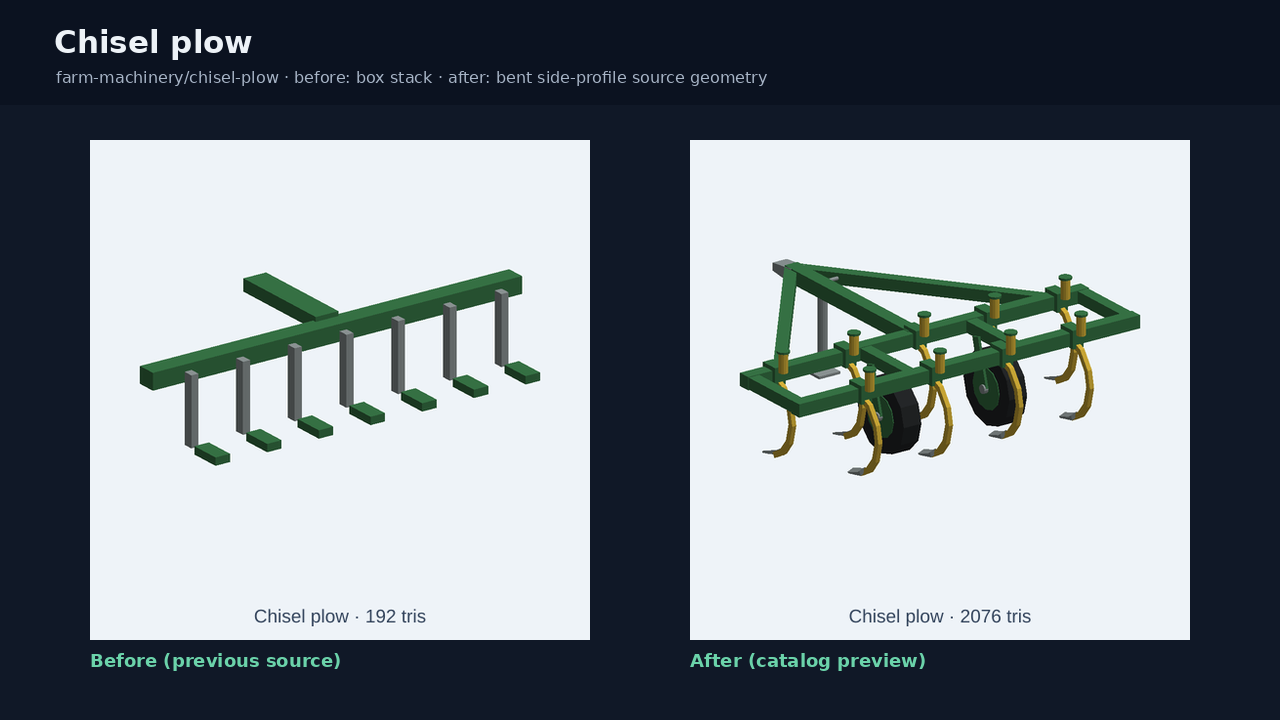 Chisel plow
farm-machinery/chisel-plow · before: box stack · after: bent side-profile source geometry
Chisel plow · 192 tris
Chisel plow · 2076 tris
Before (previous source)
After (catalog preview)